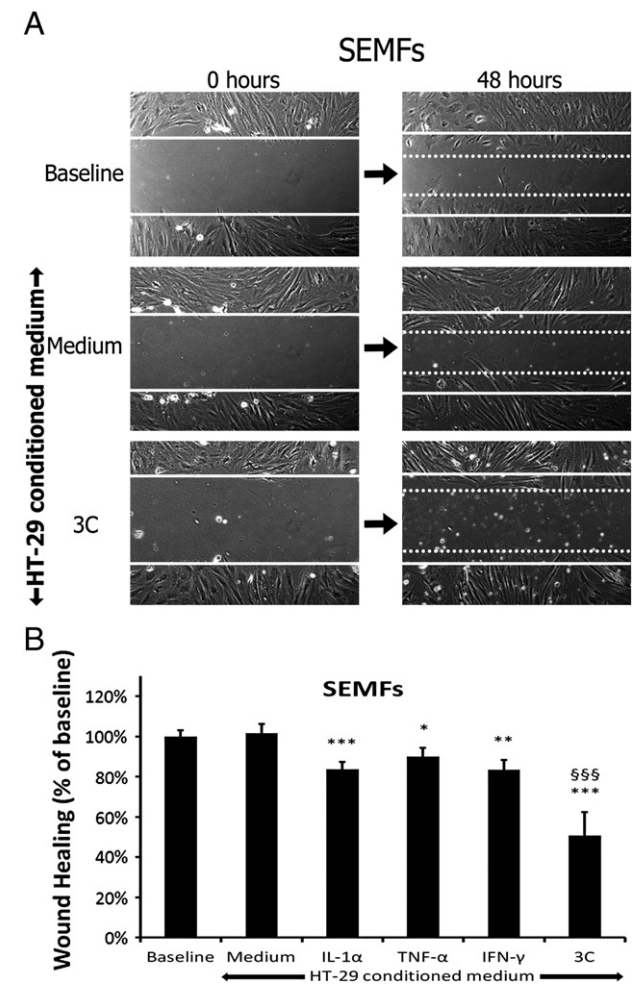 A
SEMFs
0 hours
48 hours
Baseline
Medium
3C
←HT-29 conditioned medium→
B
Wound Healing (% of baseline)
SEMFs
120%
100%
80%
60%
40%
20%
0%
***
*
**
§§§
***
Baseline
Medium
IL-1α
TNF-α
IFN-γ
3C
HT-29 conditioned medium